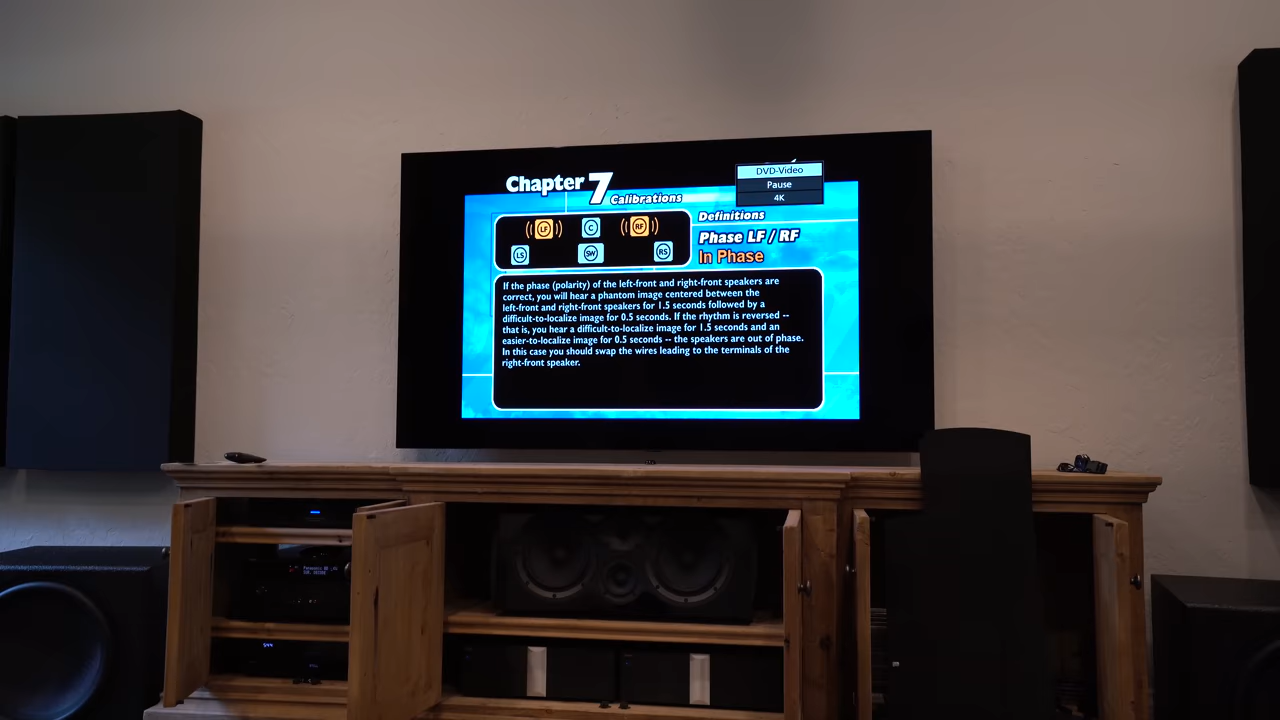 Chapter 7
Calibrations
DVD-Video
Pause
4K
LF
C
RF
LS
SW
RS
Definitions
Phase LF / RF
In Phase
If the phase (polarity) of the left-front and right-front speakers are
correct, you will hear a phantom image centered between the
left-front and right-front speakers for 1.5 seconds followed by a
difficult-to-localize image for 0.5 seconds. If the rhythm is reversed --
that is, you hear a difficult-to-localize image for 1.5 seconds and an
easier-to-localize image for 0.5 seconds -- the speakers are out of phase.
In this case you should swap the wires leading to the terminals of the
right-front speaker.